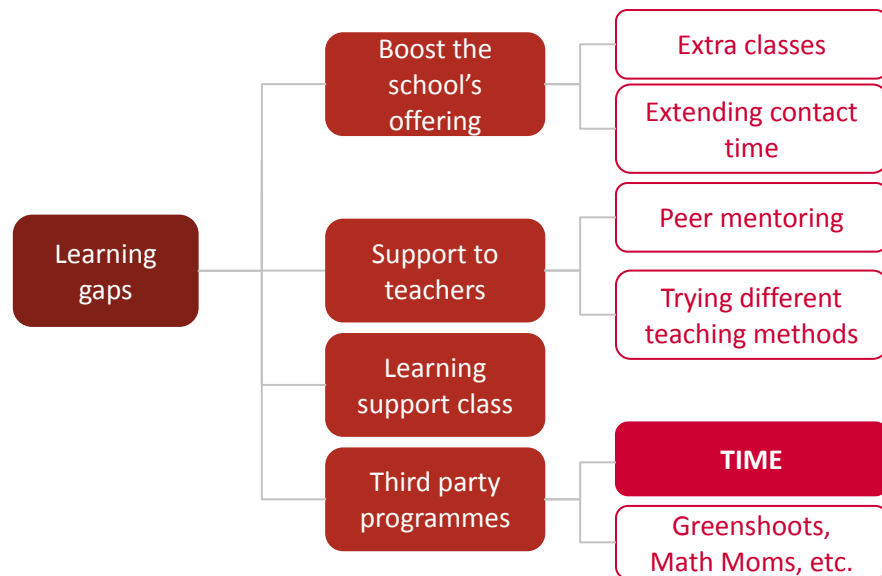 Learning
gaps
Boost the
school’s
offering
Extra classes
Extending contact
time
Support to
teachers
Peer mentoring
Trying different
teaching methods
Learning
support class
Third party
programmes
TIME
Greenshoots,
Math Moms, etc.